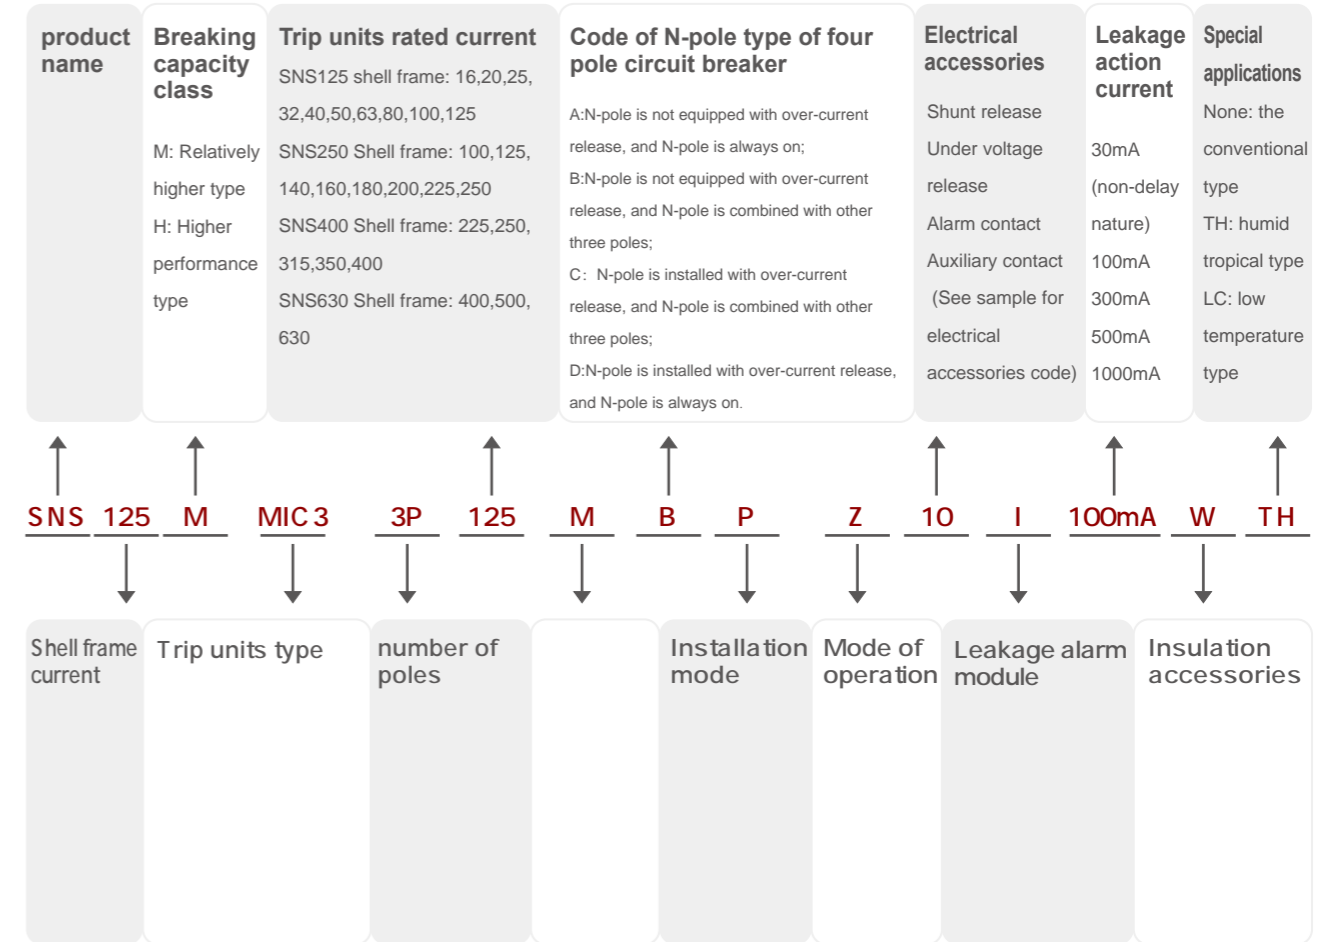 product
name
Breaking
capacity
class
M: Relatively
higher type
H: Higher
performance
type
Trip units rated current
SNS125 shell frame: 16,20,25,
32,40,50,63,80,100,125
SNS250 Shell frame: 100,125,
140,160,180,200,225,250
SNS400 Shell frame: 225,250,
315,350,400
SNS630 Shell frame: 400,500,
630
Code of N-pole type of four
pole circuit breaker
A:N-pole is not equipped with over-current
release, and N-pole is always on;
B:N-pole is not equipped with over-current
release, and N-pole is combined with other
three poles;
C: N-pole is installed with over-current
release, and N-pole is combined with other
three poles;
D:N-pole is installed with over-current release,
and N-pole is always on.
Electrical
accessories
Shunt release
Under voltage
release
Alarm contact
Auxiliary contact
(See sample for
electrical
accessories code)
Leakage
action
current
30mA
(non-delay
nature)
100mA
300mA
500mA
1000mA
Special
applications
None: the
conventional
type
TH: humid
tropical type
LC: low
temperature
type
SNS 125 M MIC3 3P 125 M B P Z 10 I 100mA W TH
Shell frame
current
Trip units type
number of
poles
Installation
mode
Mode of
operation
Leakage alarm
module
Insulation
accessories